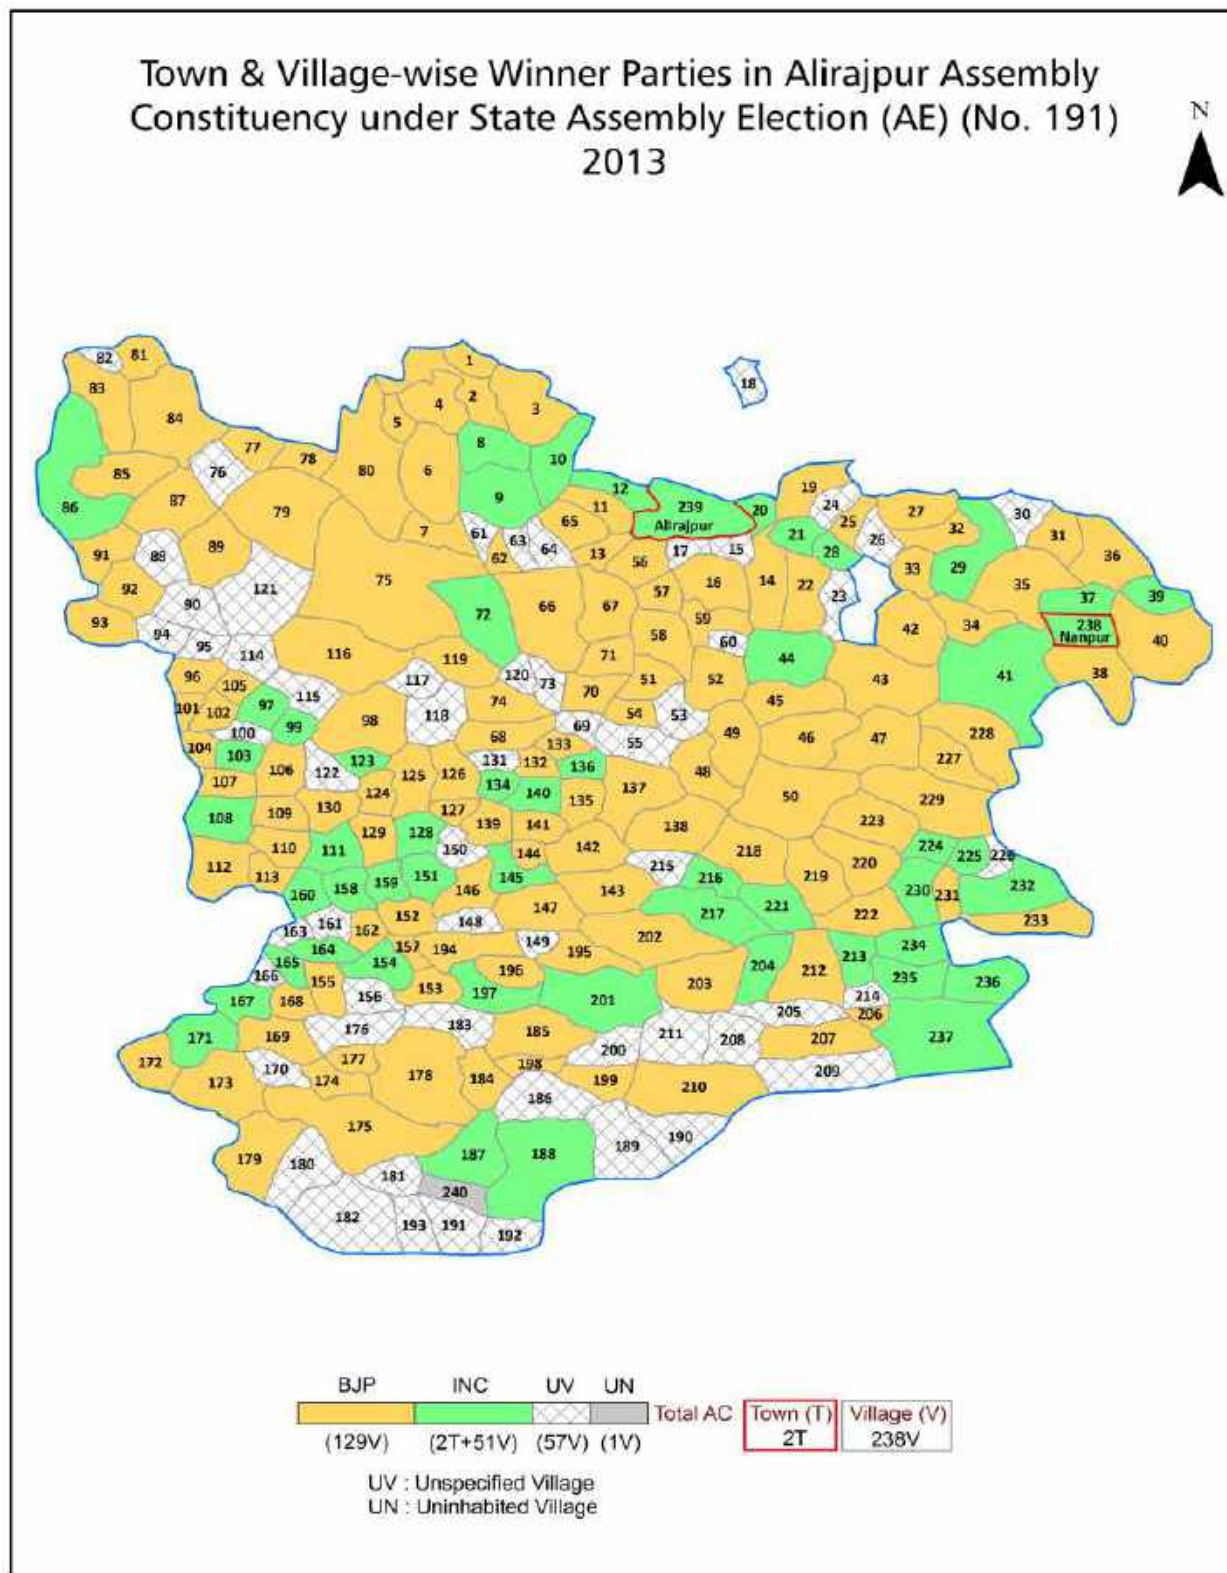 Town & Village-wise Winner Parties in Alirajpur Assembly
Constituency under State Assembly Election (AE) (No. 191)
2013
N
82 81
1
18
83
4 2 3
84
5
8
77
85 76 78 80 6 10
19
12
87 79 9 239 20 24 27 30
86 11
65 Alirajpur 25 32
7 61 21 31
63 64 28 26 36
91 88 89 62 13 56 17 15
75 33 29 35
92 121 57 16 14 22 23 37 39
90 66 67
93 72 59 238
94 58 60 42 34 Nanpur 40
95 114 116 119 71 44
96 120 73 51 52 43 41 38
105 117
101 102 97 115 70 45
98 118 74 54 53
99 69 49 46 47 228
100 68 133 55
104 103 227
123 131 132 136
107 106 122 125 126 48
124 134 140 135 137 50 229
108 109 130 127
129 128 139 141 138 223
110 111 150 142 218 224
144 215 220 225 226
112 113 159 151 145 216 219
160 158 146 143 230 231 232
152 147 217 221 222
163 161 162 148 233
164 157 194 149 195 202 234
165 154 213
166 155 153 196 203 204 212 235
167 168 156 197 201 214 236
205 206
171 169 176 183 185 211 208 207 237
172 170 177 200
173 174 178 184 198 199 210 209
186
175
179 187 188 189 190
180 181
240
182 193 191 192
BJP INC UV UN
Total AC Town (T) Village (V)
2T 238V
(129V) (2T+51V) (57V) (1V)
UV : Unspecified Village
UN : Uninhabited Village